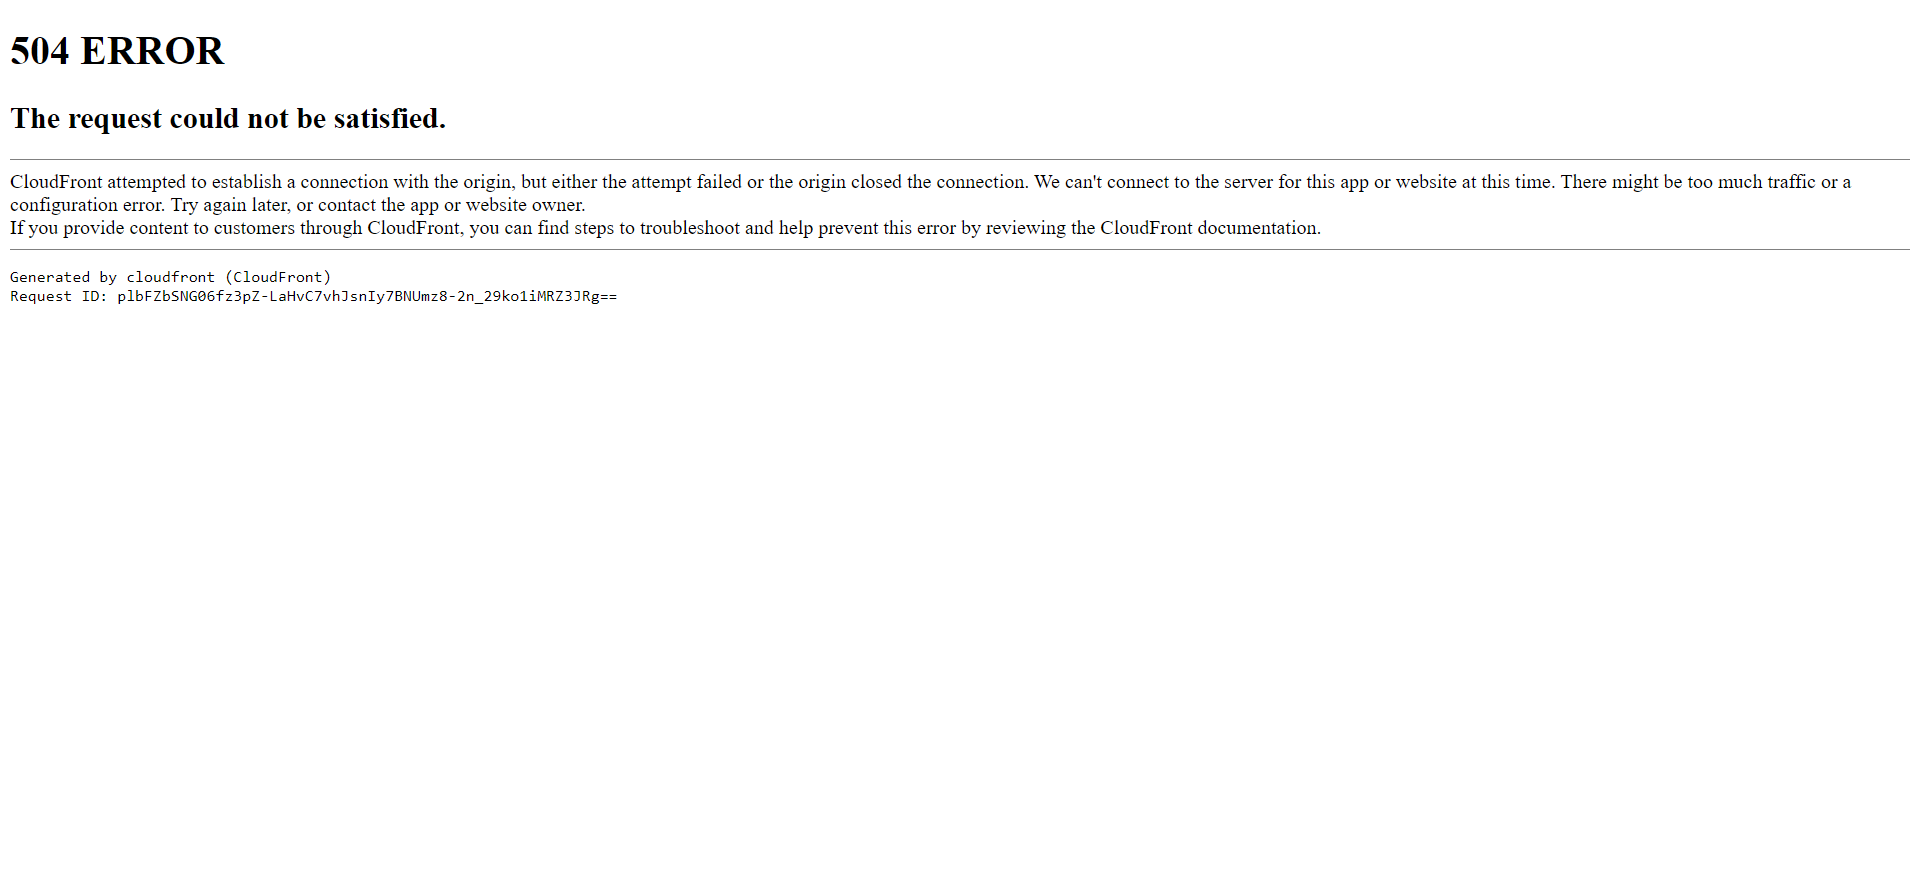 504 ERROR
The request could not be satisfied.
CloudFront attempted to establish a connection with the origin, but either the attempt failed or the origin closed the connection. We can't connect to the server for this app or website at this time. There might be too much traffic or a
configuration error. Try again later, or contact the app or website owner.
If you provide content to customers through CloudFront, you can find steps to troubleshoot and help prevent this error by reviewing the CloudFront documentation.
Generated by cloudfront (CloudFront)
Request ID: plbFZbSNG06fz3pZ-LaHvC7vhJsnIy7BNUmz8-2n_29ko1iMRZ3JRg==